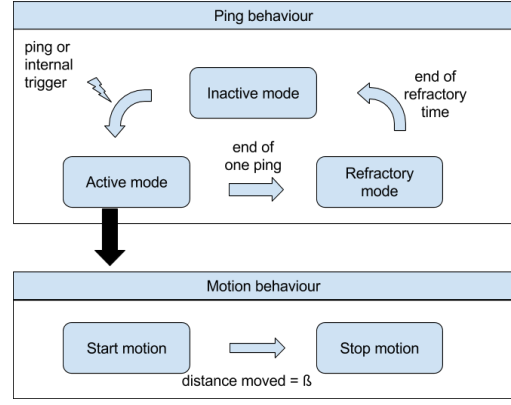 Ping behaviour
ping or
internal
trigger
Inactive mode
end of
refractory
time
end of
one ping
Active mode
Refractory
mode
Motion behaviour
Start motion
Stop motion
distance moved = ß